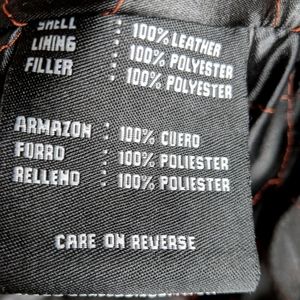 SHELL : 100% LEATHER
LINING : 100% POLYESTER
FILLER : 100% POLYESTER
ARMAZON : 100% CUERO
FORRO : 100% POLIESTER
RELLENO : 100% POLIESTER
CARE ON REVERSE